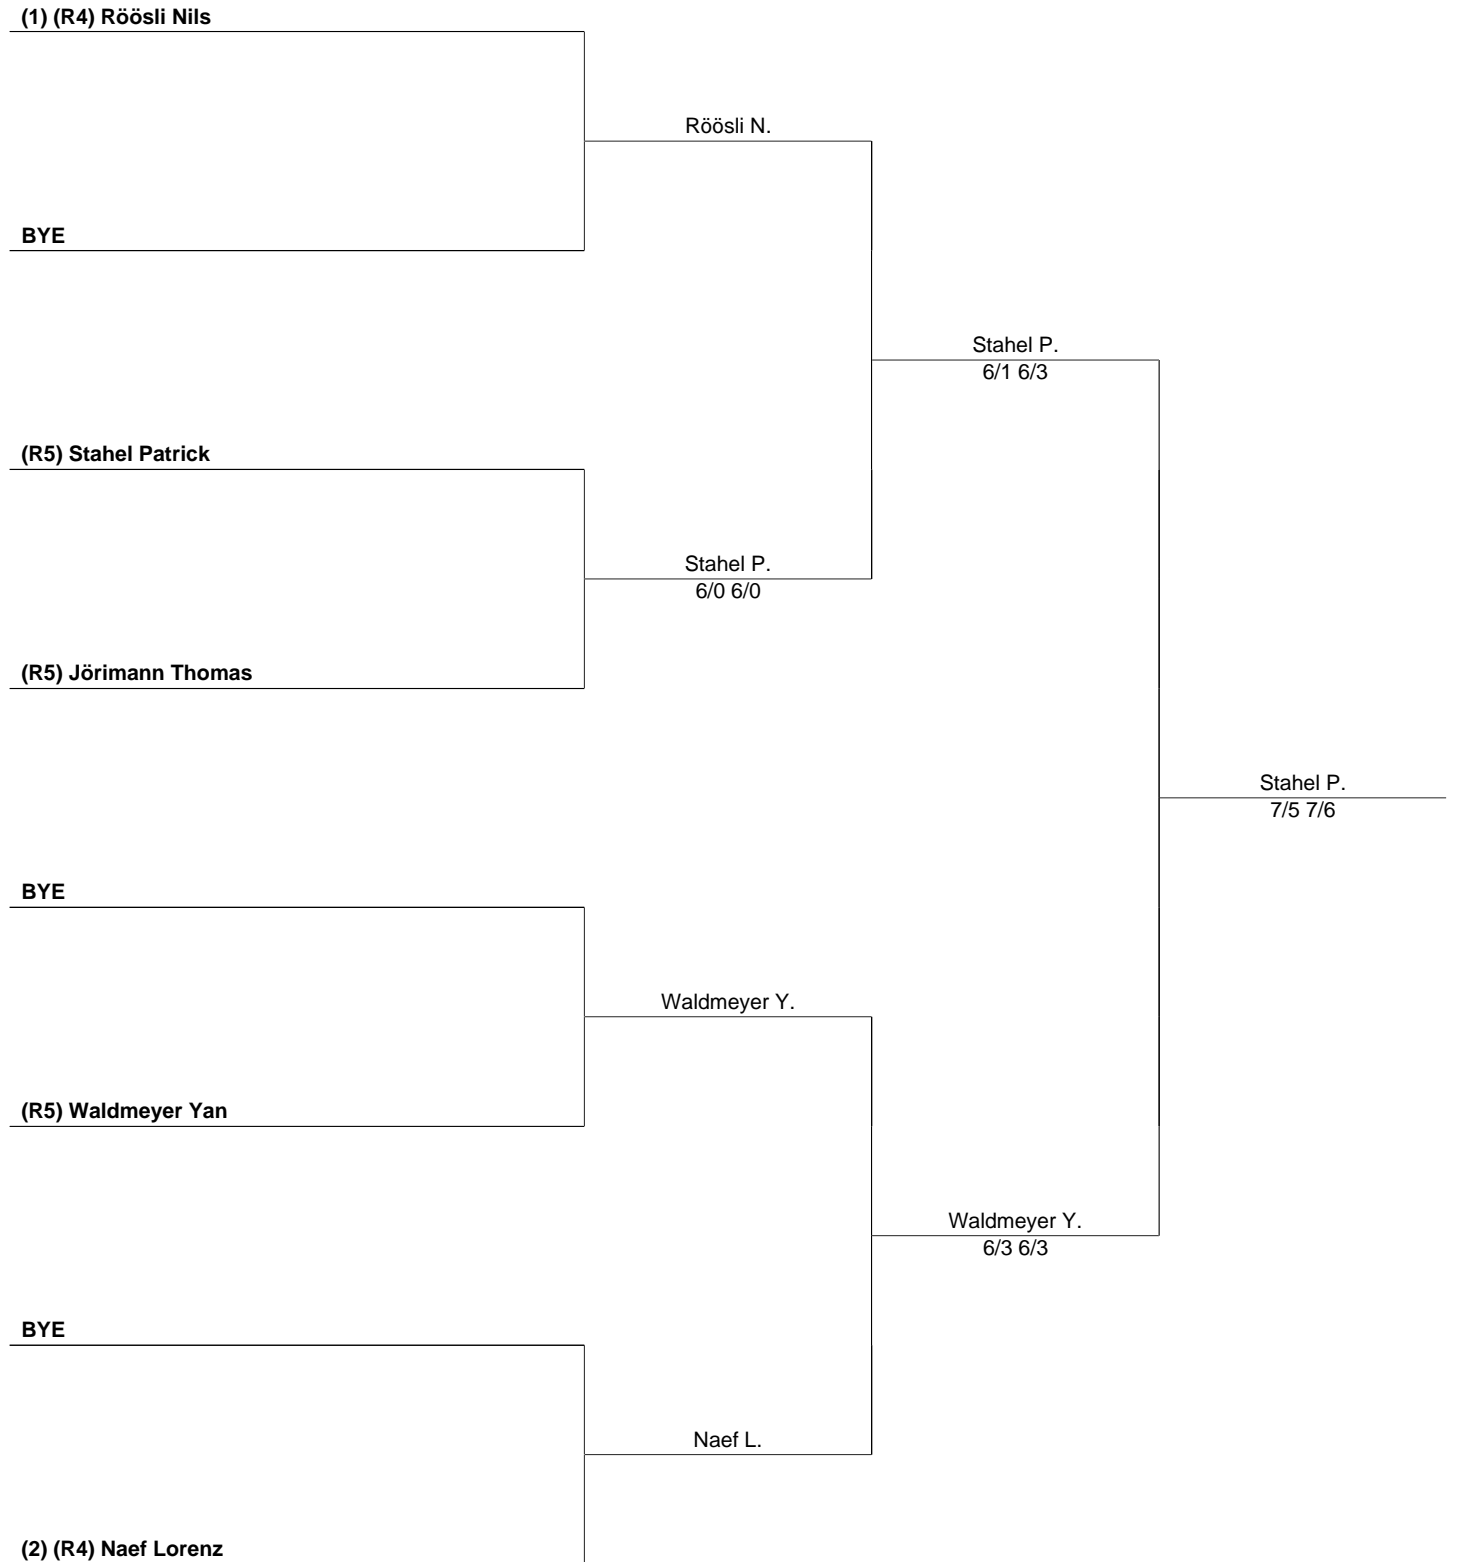 (1) (R4) Röösli Nils
Röösli N.
BYE
Stahel P.
6/1 6/3
(R5) Stahel Patrick
Stahel P.
6/0 6/0
(R5) Jörimann Thomas
Stahel P.
7/5 7/6
BYE
Waldmeyer Y.
(R5) Waldmeyer Yan
Waldmeyer Y.
6/3 6/3
BYE
Naef L.
(2) (R4) Naef Lorenz